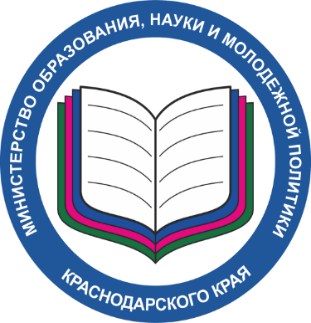 МИНИСТЕРСТВО ОБРАЗОВАНИЯ, НАУКИ И МОЛОДЕЖНОЙ ПОЛИТИКИ
КРАСНОДАРСКОГО КРАЯ